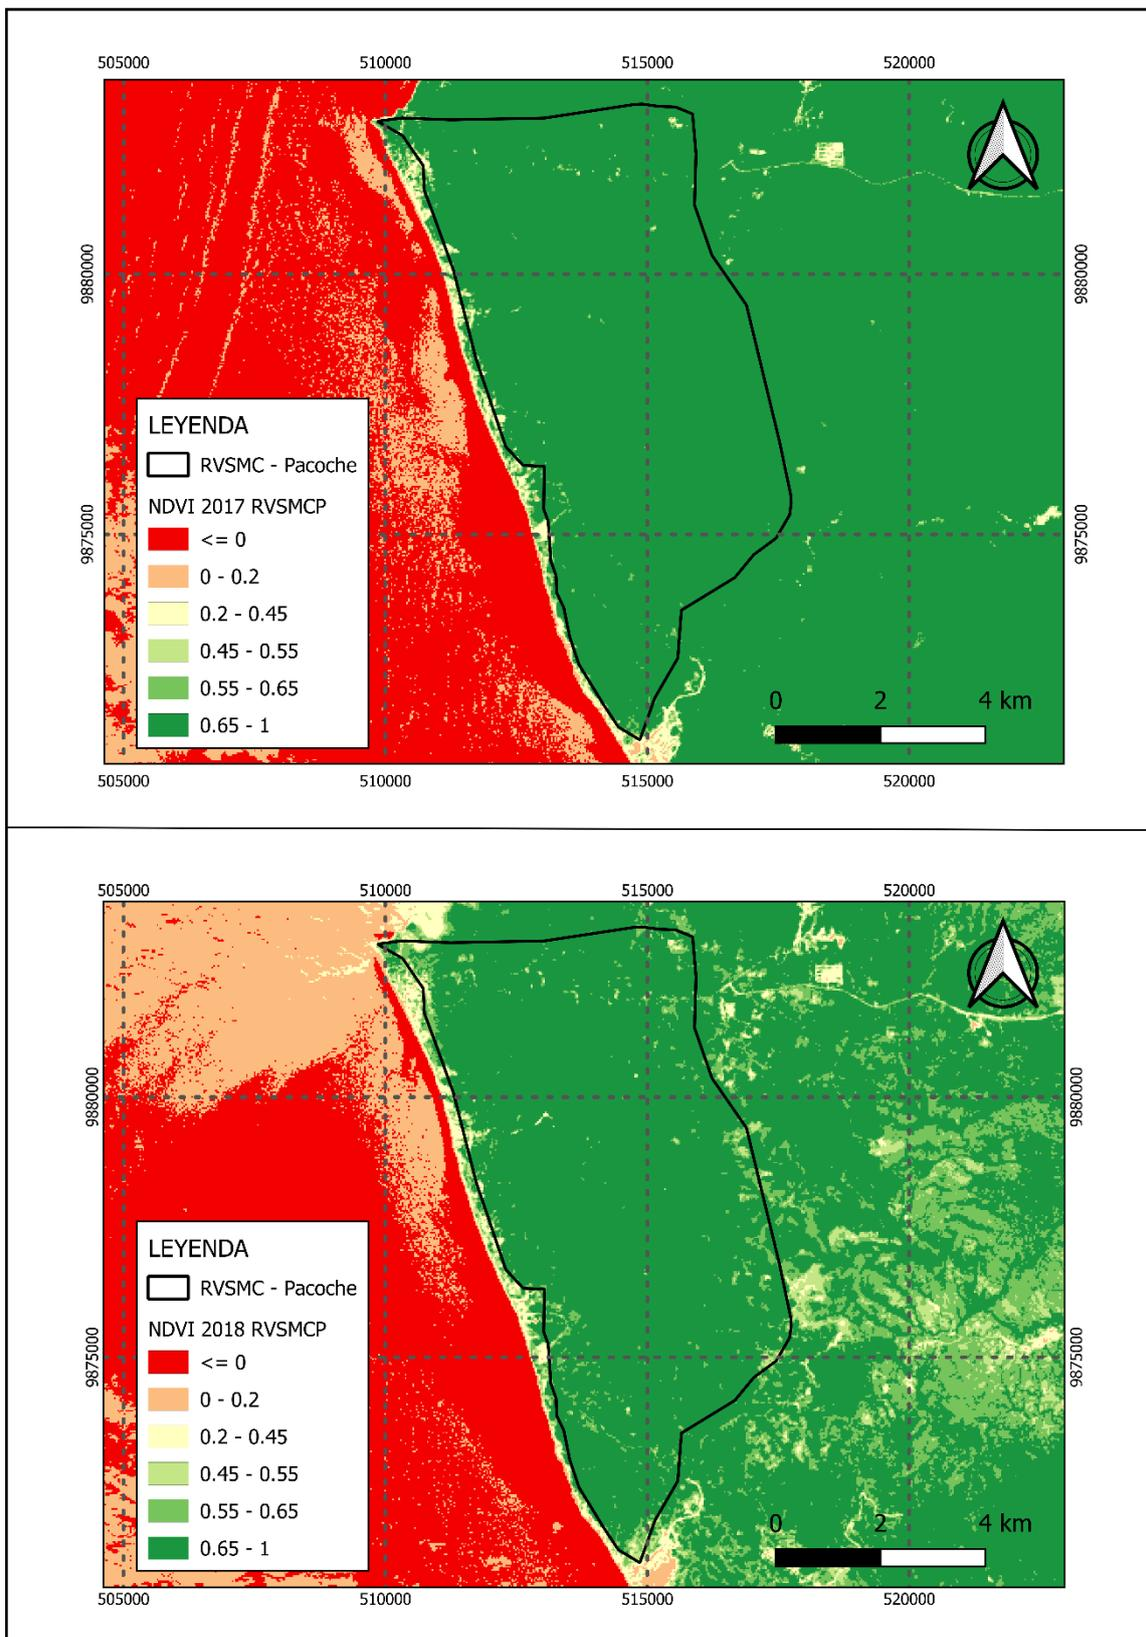 505000 510000 515000 520000
9880000 9880000
LEYENDA
RVSMC - Pacoche
NDVI 2017 RVSMCP
<= 0
0 - 0.2
0.2 - 0.45
0.45 - 0.55
0.55 - 0.65
0.65 - 1
9875000 9875000
0 2 4 km
505000 510000 515000 520000
505000 510000 515000 520000
9880000 9880000
LEYENDA
RVSMC - Pacoche
NDVI 2018 RVSMCP
<= 0
0 - 0.2
0.2 - 0.45
0.45 - 0.55
0.55 - 0.65
0.65 - 1
9875000 9875000
0 2 4 km
505000 510000 515000 520000